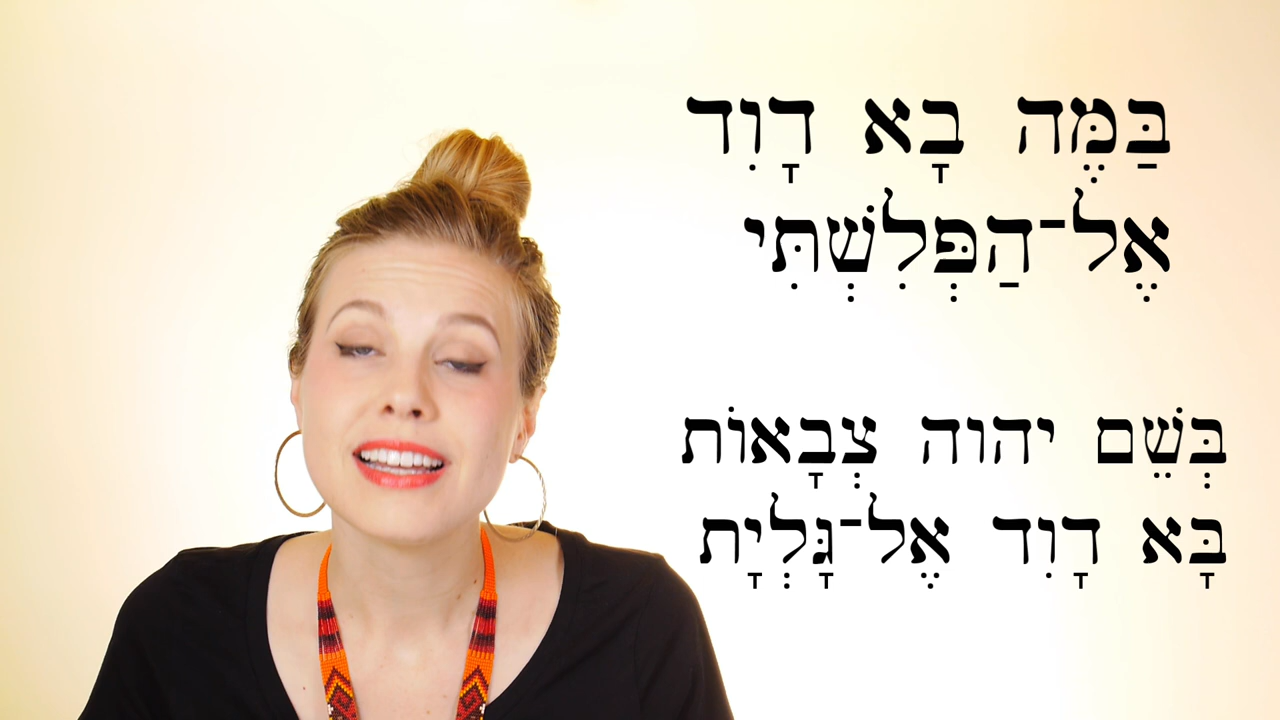 בַּמֶּה בָא דָוִד
אֶל־הַפְּלִשְׁתִּי
בְּשֵׁם יהוה צְבָאוֹת
בָּא דָוִד אֶל־גָּלְיָת